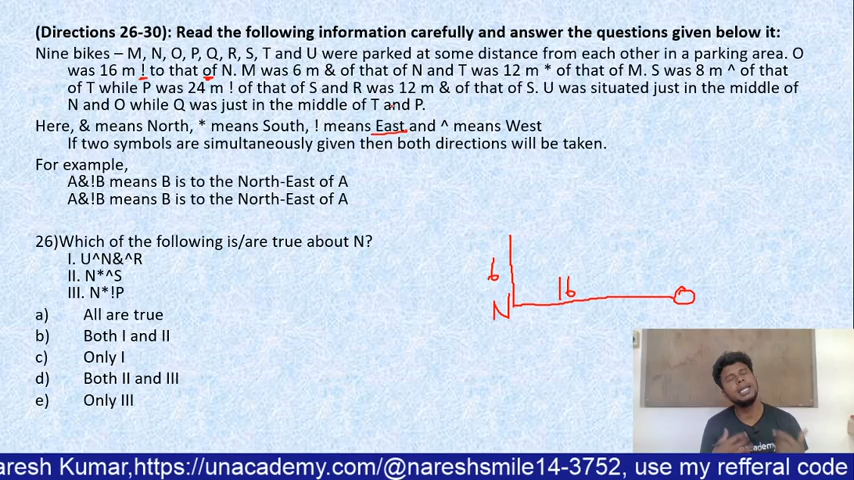 (Directions 26-30): Read the following information carefully and answer the questions given below it:
Nine bikes – M, N, O, P, Q, R, S, T and U were parked at some distance from each other in a parking area. O
was 16 m ! to that of N. M was 6 m & of that of N and T was 12 m * of that of M. S was 8 m ^ of that
of T while P was 24 m ! of that of S and R was 12 m & of that of S. U was situated just in the middle of
N and O while Q was just in the middle of T and P.
Here, & means North, * means South, ! means East and ^ means West
If two symbols are simultaneously given then both directions will be taken.
For example,
A&!B means B is to the North-East of A
A&!B means B is to the North-East of A
26)Which of the following is/are true about N?
I. U^N&^R
II. N*^S
III. N*!P
a) All are true
b) Both I and II
c) Only I
d) Both II and III
e) Only III
6
16
N
O
academy
aresh Kumar,https://unacademy.com/@nareshsmile14-3752, use my refferal code